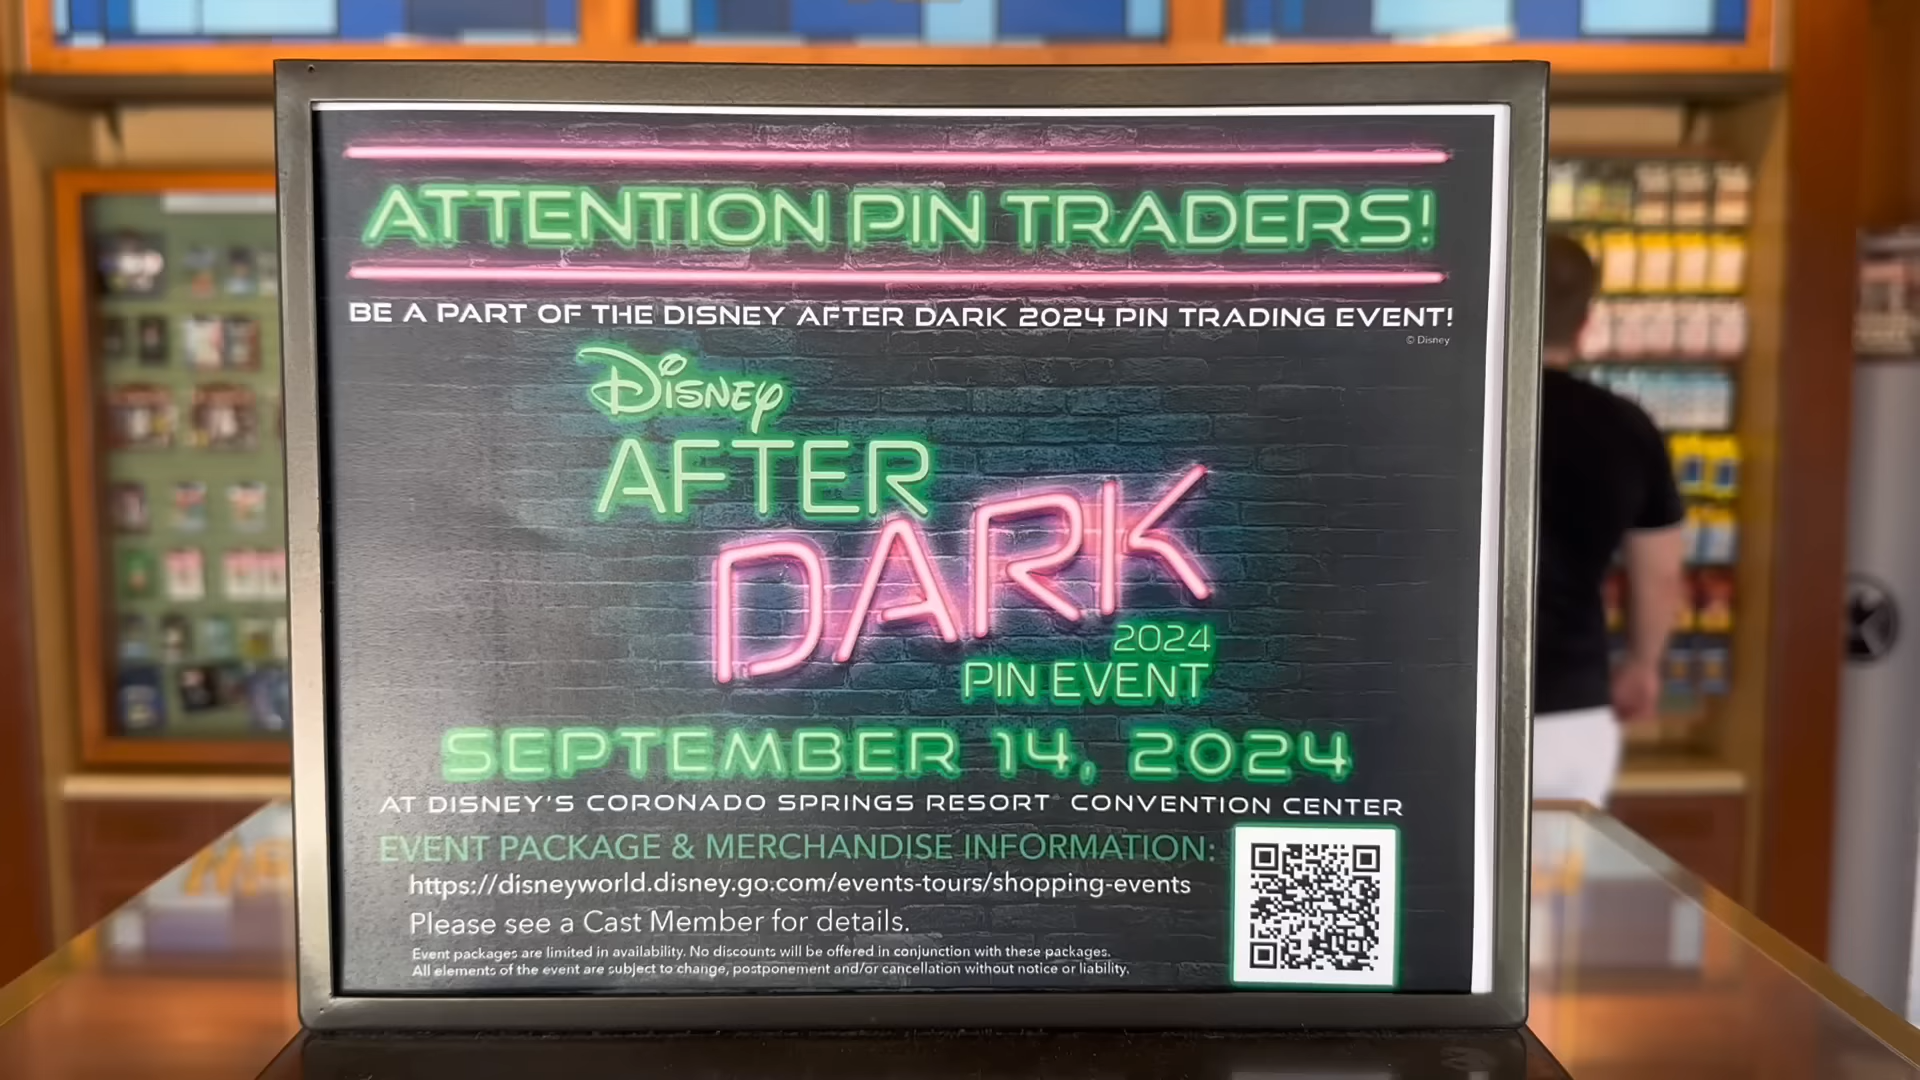 ATTENTION PIN TRADERS!
BE A PART OF THE DISNEY AFTER DARK 2024 PIN TRADING EVENT!
© Disney
Disney
AFTER
DARK
2024
PIN EVENT
SEPTEMBER 14, 2024
AT DISNEY'S CORONADO SPRINGS RESORT CONVENTION CENTER
EVENT PACKAGE & MERCHANDISE INFORMATION:
https://disneyworld.disney.go.com/events-tours/shopping-events
Please see a Cast Member for details.
Event packages are limited in availability. No discounts will be offered in conjunction with these packages.
All elements of the event are subject to change, postponement and/or cancellation without notice or liability.